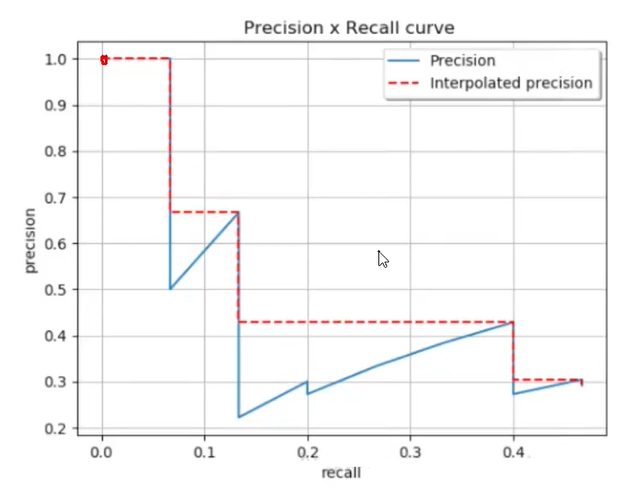 Precision x Recall curve
Precision
Interpolated precision
precision
1.0
0.9
0.8
0.7
0.6
0.5
0.4
0.3
0.2
0.0 0.1 0.2 0.3 0.4
recall